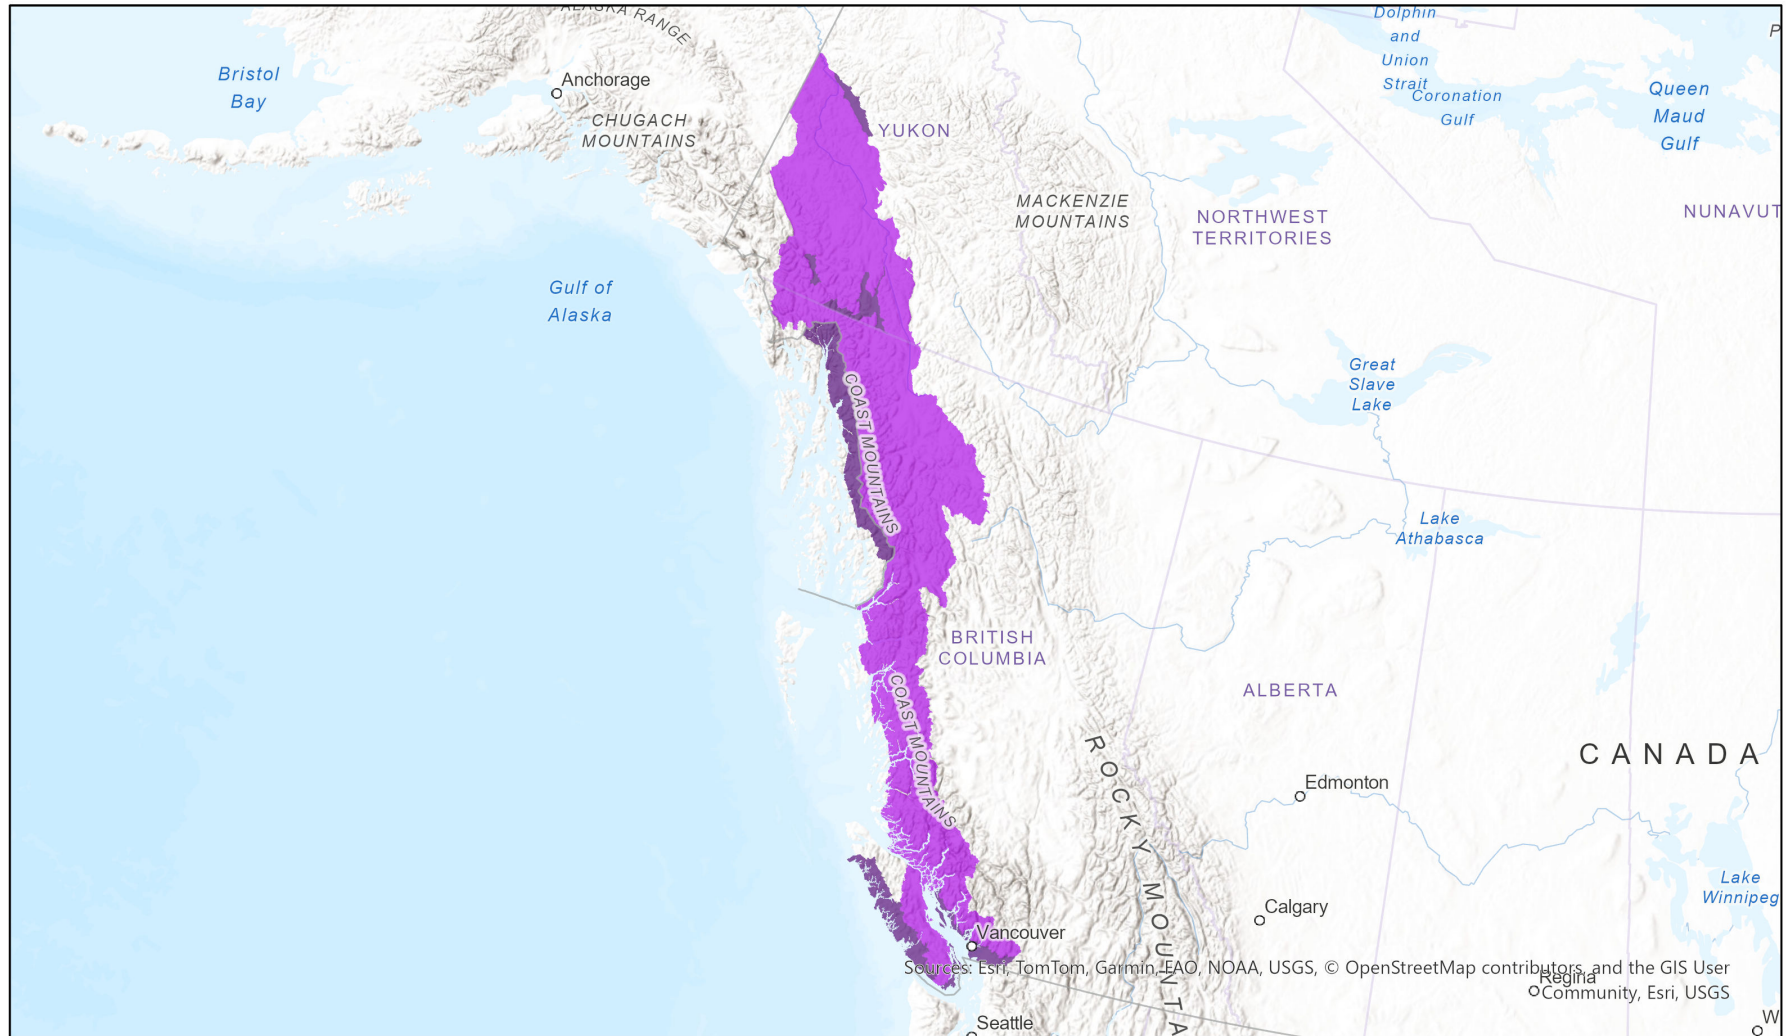 ALASKA RANGE
Dolphin
and
Union
Strait
P
Bristol
Bay
Anchorage
Coronation
Gulf
Queen
Maud
Gulf
CHUGACH
MOUNTAINS
YUKON
MACKENZIE
MOUNTAINS
NORTHWEST
TERRITORIES
NUNAVUT
Gulf of
Alaska
Great
Slave
Lake
COAST MOUNTAINS
Lake
Athabasca
BRITISH
COLUMBIA
ALBERTA
COAST MOUNTAINS
ROCKY MOUNTA
CANADA
Edmonton
Lake
Winnipeg
Calgary
Vancouver
Sources: Esri, TomTom, Garmin, FAO, NOAA, USGS, © OpenStreetMap contributors, and the GIS User
Community, Esri, USGS
Regina
Seattle
W